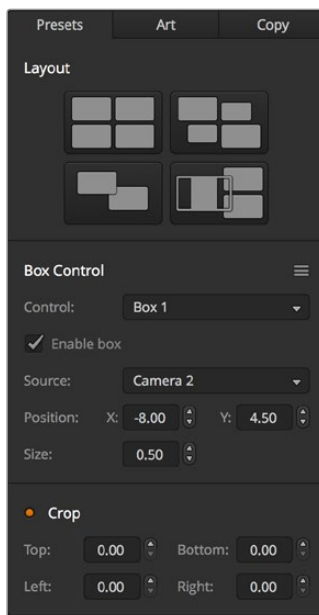 Presets Art Copy
Layout
Box Control
Control: Box 1
Enable box
Source: Camera 2
Position: X: -8.00 Y: 4.50
Size: 0.50
Crop
Top: 0.00 Bottom: 0.00
Left: 0.00 Right: 0.00